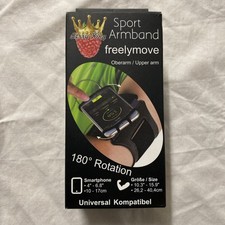 Sport
Armband
freelymove
Oberarm / Upper arm
180° Rotation
Smartphone
• 4" - 6.8"
• 10 - 17cm
Größe / Size
• 10.3" - 15.9"
• 26.2 - 40.4cm
Universal Kompatibel